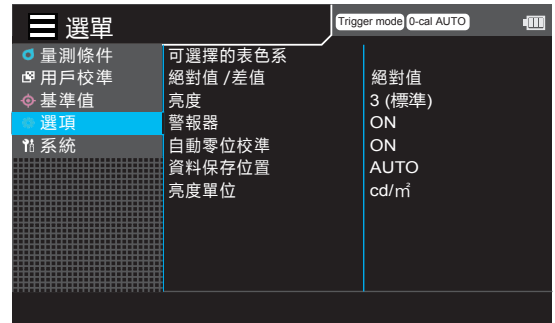 選單
Trigger mode 0-cal AUTO
量測條件
用戶校準
基準值
選項
系統
可選擇的表色系
絕對值 /差值 絕對值
亮度 3 (標準)
警報器 ON
自動零位校準 ON
資料保存位置 AUTO
亮度單位 cd/㎡